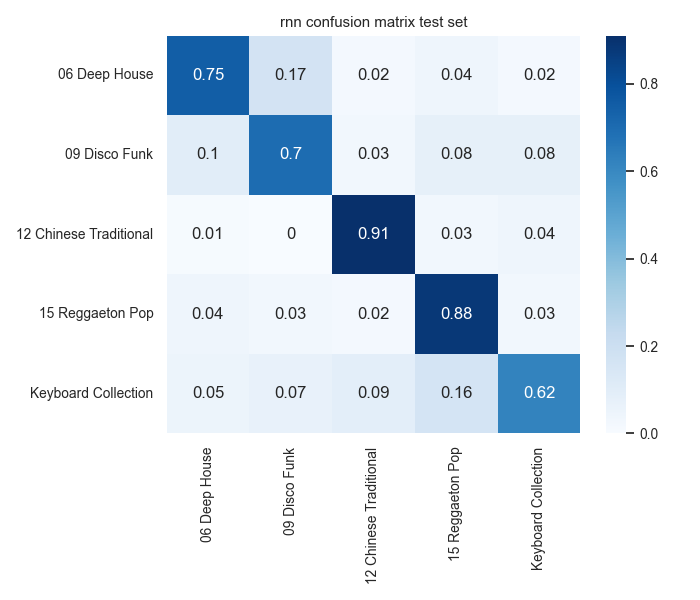 rnn confusion matrix test set
06 Deep House 0.75 0.17 0.02 0.04 0.02
09 Disco Funk 0.1 0.7 0.03 0.08 0.08
12 Chinese Traditional 0.01 0 0.91 0.03 0.04
15 Reggaeton Pop 0.04 0.03 0.02 0.88 0.03
Keyboard Collection 0.05 0.07 0.09 0.16 0.62
06 Deep House
09 Disco Funk
12 Chinese Traditional
15 Reggaeton Pop
Keyboard Collection
0.8
0.6
0.4
0.2
0.0